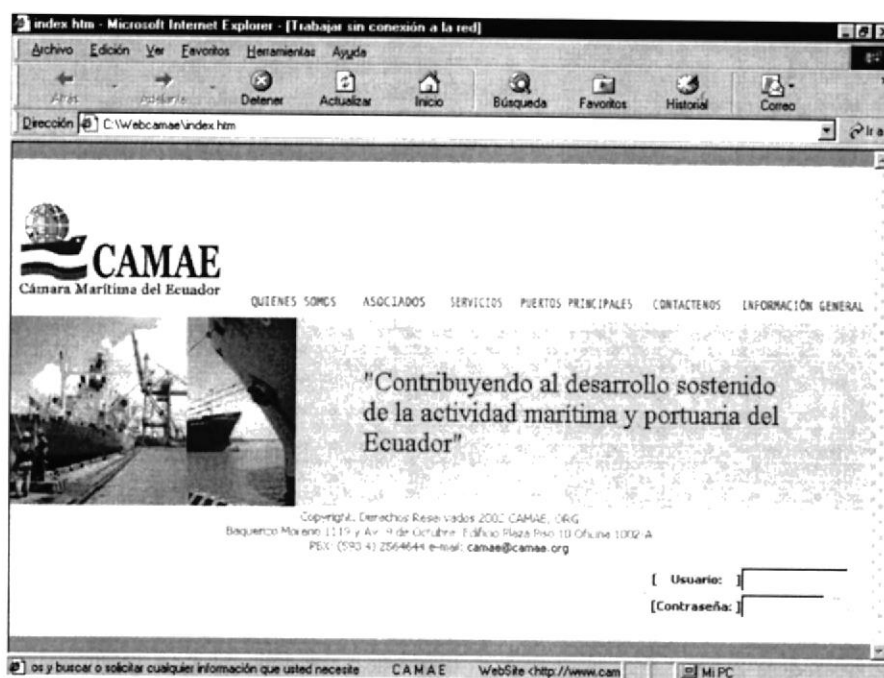 index.htm - Microsoft Internet Explorer - [Trabajar sin conexión a la red]
Archivo Edición Ver Favoritos Herramientas Ayuda
Atrás Adelante Detener Actualizar Inicio Búsqueda Favoritos Historial Correo
Dirección C:\Webcamae\index.htm Ir a
CAMAE
Cámara Marítima del Ecuador
QUIENES SOMOS ASOCIADOS SERVICIOS PUERTOS PRINCIPALES CONTACTENOS INFORMACIÓN GENERAL
"Contribuyendo al desarrollo sostenido
de la actividad marítima y portuaria del
Ecuador"
Copyright. Derechos Reservados 2002 CAMAE. ORG
Baquerizo Moreno 1119 y Av. 9 de Octubre. Edificio Plaza Piso 10 Oficina 1002-A
PBX: (593 4) 2564644 e-mail: camae@camae.org
[ Usuario: ]
[Contraseña: ]
os y buscar o solicitar cualquier información que usted necesite C A M A E WebSite <http://www.cam Mi PC